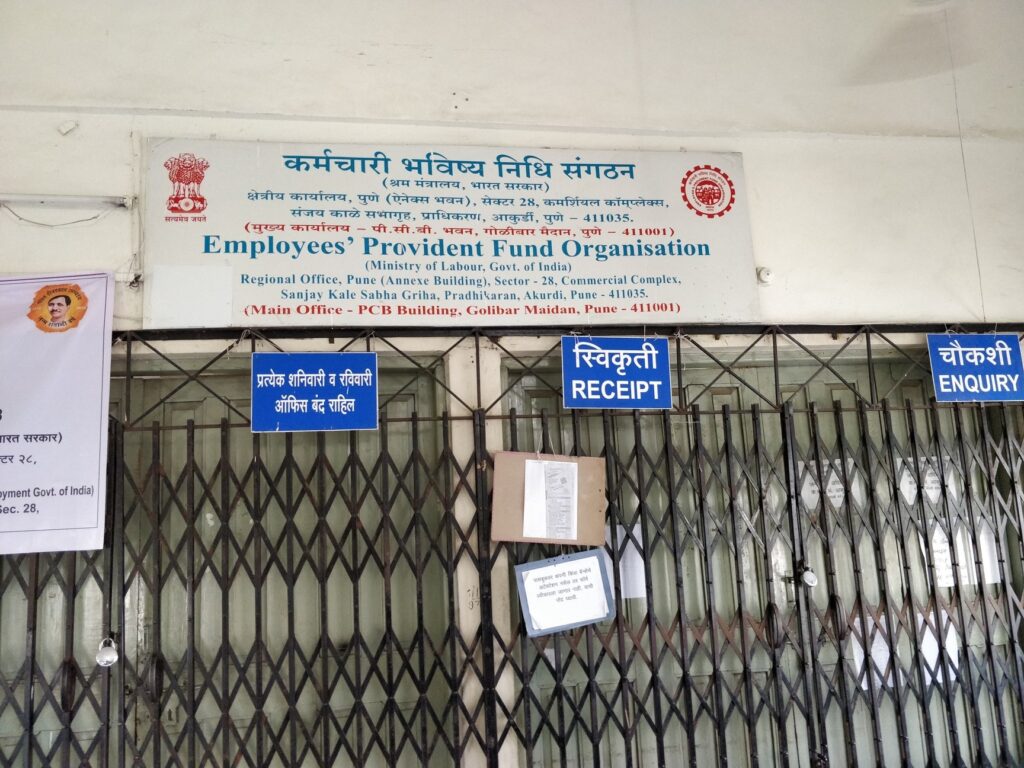 कर्मचारी भविष्य निधि संगठन
(श्रम मंत्रालय, भारत सरकार)
क्षेत्रीय कार्यालय, पुणे (ऐनेक्स भवन), सेक्टर 28, कमर्शियल कॉम्प्लेक्स,
संजय काळे सभागृह, प्राधिकरण, आकुर्डी, पुणे – 411035.
(मुख्य कार्यालय – पी.सी.बी. भवन, गोळीबार मैदान, पुणे – 411001)
Employees' Provident Fund Organisation
(Ministry of Labour, Govt. of India)
Regional Office, Pune (Annexe Building), Sector - 28, Commercial Complex,
Sanjay Kale Sabha Griha, Pradhikaran, Akurdi, Pune - 411035.
(Main Office - PCB Building, Golibar Maidan, Pune - 411001)
सत्यमेव जयते
प्रत्येक शनिवारी व रविवारी
ऑफिस बंद राहिल
स्विकृती
RECEIPT
चौकशी
ENQUIRY
भारत सरकार)
सेक्टर २८,
Govt. of India)
Sec. 28,